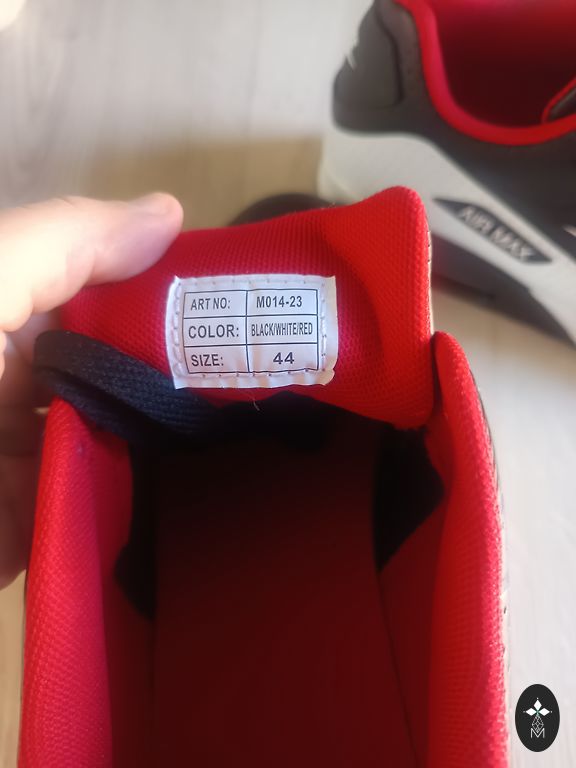 AIR MAX
ART NO: M014-23
COLOR: BLACK/WHITE/RED
SIZE: 44
M